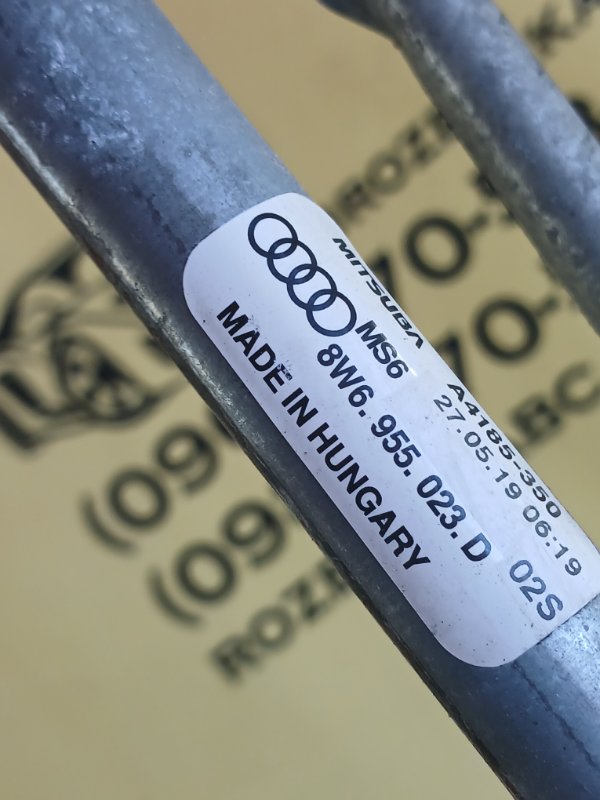 MITSUBA A4185-350
MS6 27.05.19 06:19
8W6.955.023.D 02S
MADE IN HUNGARY